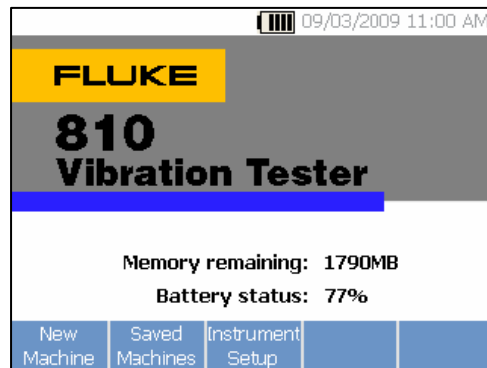 09/03/2009 11:00 AM
FLUKE
810
Vibration Tester
Memory remaining: 1790MB
Battery status: 77%
New Machine Saved Machines Instrument Setup